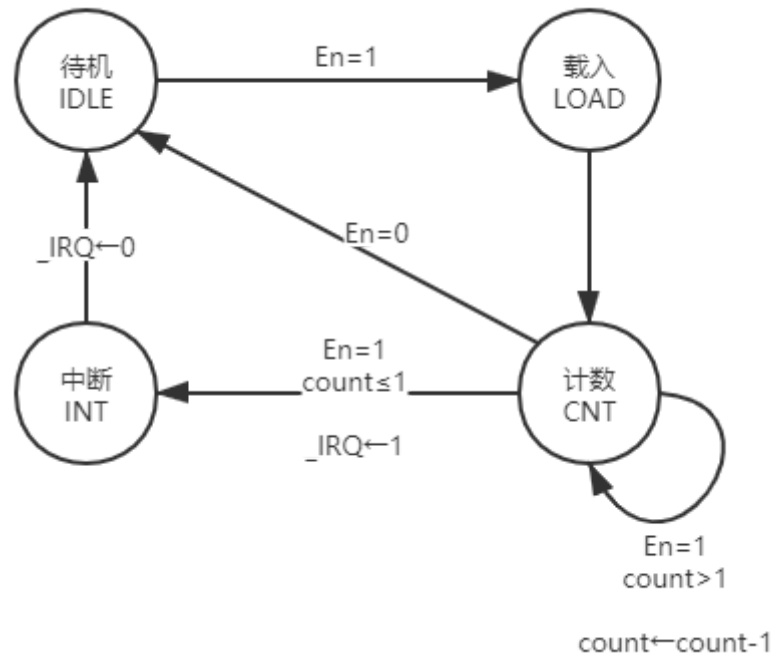 待机
IDLE
En=1
载入
LOAD
En=0
_IRQ←0
中断
INT
En=1
count≤1
_IRQ←1
计数
CNT
En=1
count>1
count←count-1